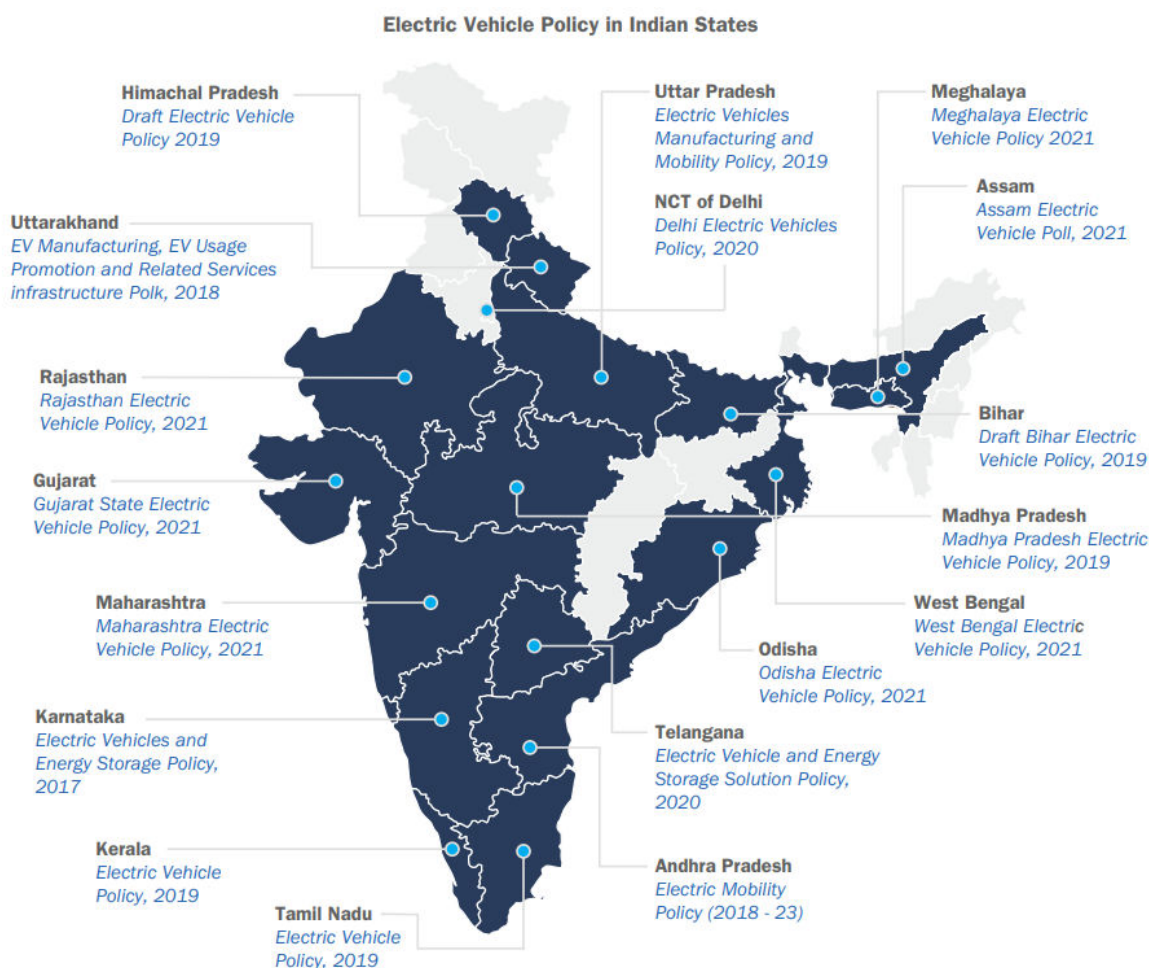 Electric Vehicle Policy in Indian States
Himachal Pradesh
Draft Electric Vehicle
Policy 2019
Uttar Pradesh
Electric Vehicles
Manufacturing and
Mobility Policy, 2019
Meghalaya
Meghalaya Electric
Vehicle Policy 2021
Uttarakhand
EV Manufacturing, EV Usage
Promotion and Related Services
infrastructure Polk, 2018
NCT of Delhi
Delhi Electric Vehicles
Policy, 2020
Assam
Assam Electric
Vehicle Poll, 2021
Rajasthan
Rajasthan Electric
Vehicle Policy, 2021
Bihar
Draft Bihar Electric
Vehicle Policy, 2019
Gujarat
Gujarat State Electric
Vehicle Policy, 2021
Madhya Pradesh
Madhya Pradesh Electric
Vehicle Policy, 2019
Maharashtra
Maharashtra Electric
Vehicle Policy, 2021
West Bengal
West Bengal Electric
Vehicle Policy, 2021
Odisha
Odisha Electric
Vehicle Policy, 2021
Karnataka
Electric Vehicles and
Energy Storage Policy,
2017
Telangana
Electric Vehicle and Energy
Storage Solution Policy,
2020
Kerala
Electric Vehicle
Policy, 2019
Andhra Pradesh
Electric Mobility
Policy (2018 - 23)
Tamil Nadu
Electric Vehicle
Policy, 2019